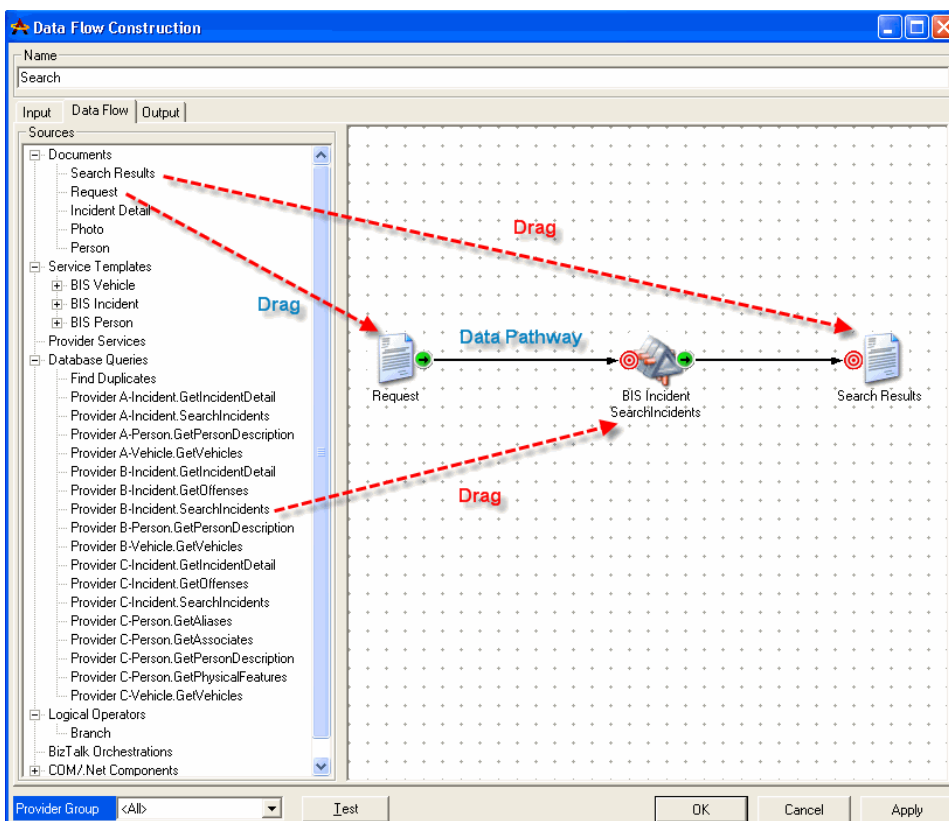 Data Flow Construction
Name
Search
Input Data Flow Output
Sources
Documents
Search Results
Request
Incident Detail
Photo
Person
Service Templates
BIS Vehicle
BIS Incident
BIS Person
Provider Services
Database Queries
Find Duplicates
Provider A-Incident.GetIncidentDetail
Provider A-Incident.SearchIncidents
Provider A-Person.GetPersonDescription
Provider A-Vehicle.GetVehicles
Provider B-Incident.GetIncidentDetail
Provider B-Incident.GetOffenses
Provider B-Incident.SearchIncidents
Provider B-Person.GetPersonDescription
Provider B-Vehicle.GetVehicles
Provider C-Incident.GetIncidentDetail
Provider C-Incident.GetOffenses
Provider C-Incident.SearchIncidents
Provider C-Person.GetAliases
Provider C-Person.GetAssociates
Provider C-Person.GetPersonDescription
Provider C-Person.GetPhysicalFeatures
Provider C-Vehicle.GetVehicles
Logical Operators
Branch
BizTalk Orchestrations
COM/.Net Components
Drag
Drag
Data Pathway
Request
BIS Incident
SearchIncidents
Search Results
Drag
Provider Group <All> Test OK Cancel Apply